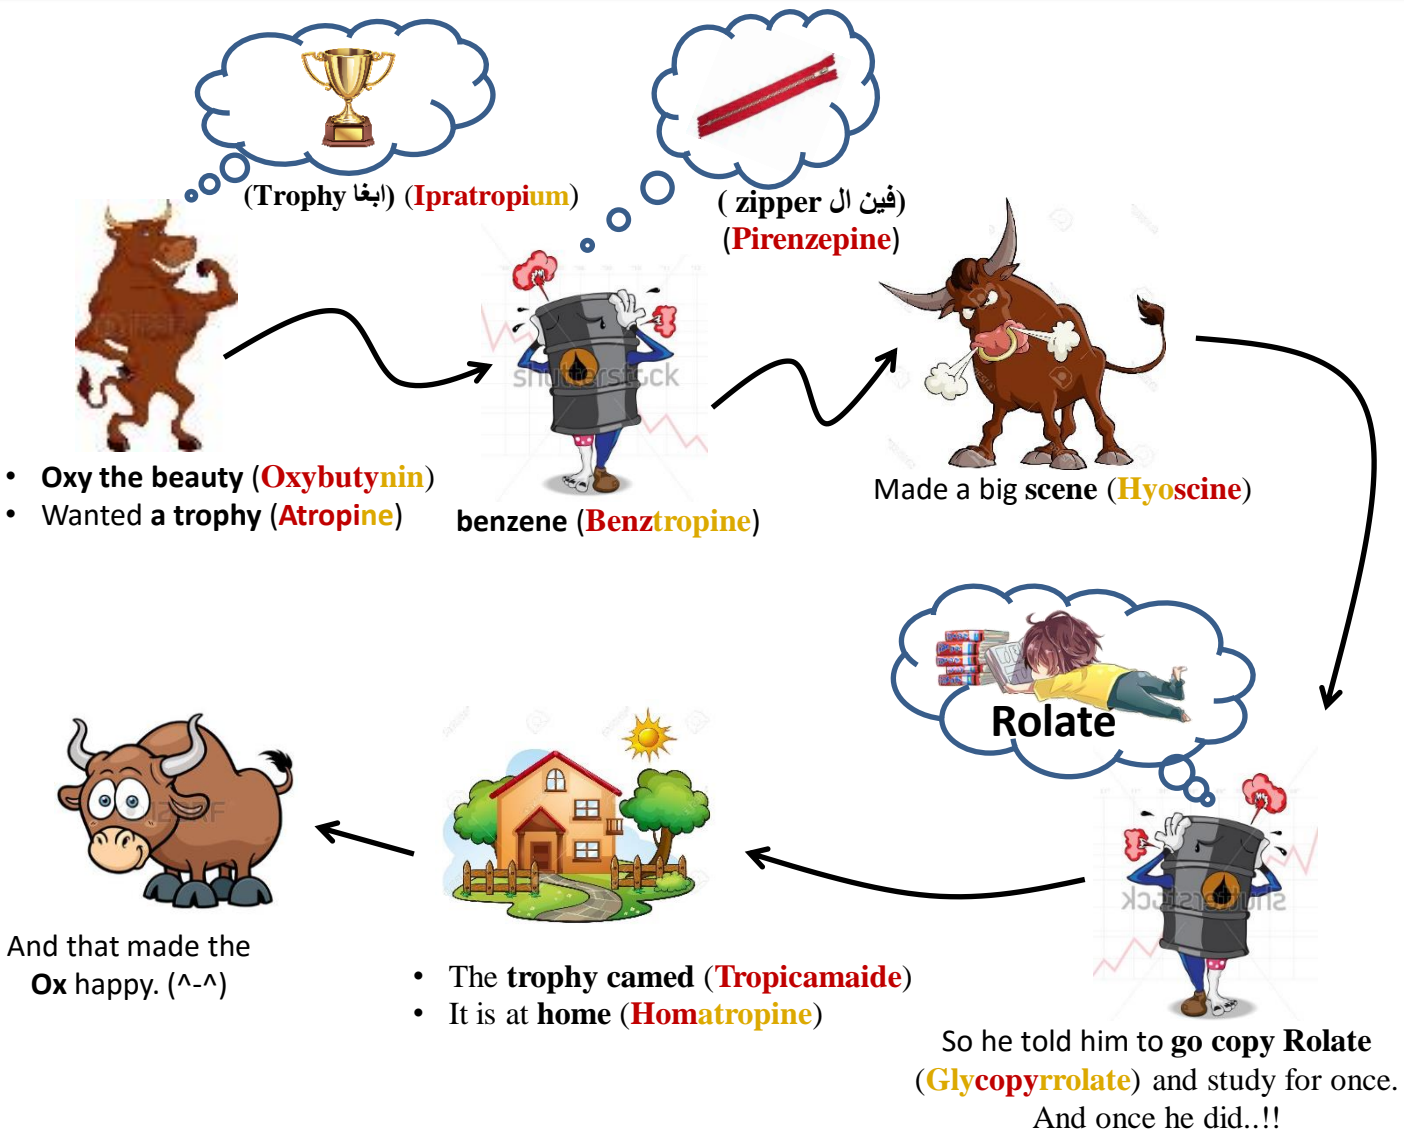 (Trophy ابغا) (Ipratropium)
( zipper فين ال)
(Pirenzepine)
• Oxy the beauty (Oxybutynin)
• Wanted a trophy (Atropine)
shutterstock
benzene (Benztropine)
Made a big scene (Hyoscine)
Rolate
shutterstock
So he told him to go copy Rolate
(Glycopyrrolate) and study for once.
And once he did..!!
• The trophy camed (Tropicamaide)
• It is at home (Homatropine)
And that made the
Ox happy. (^-^)